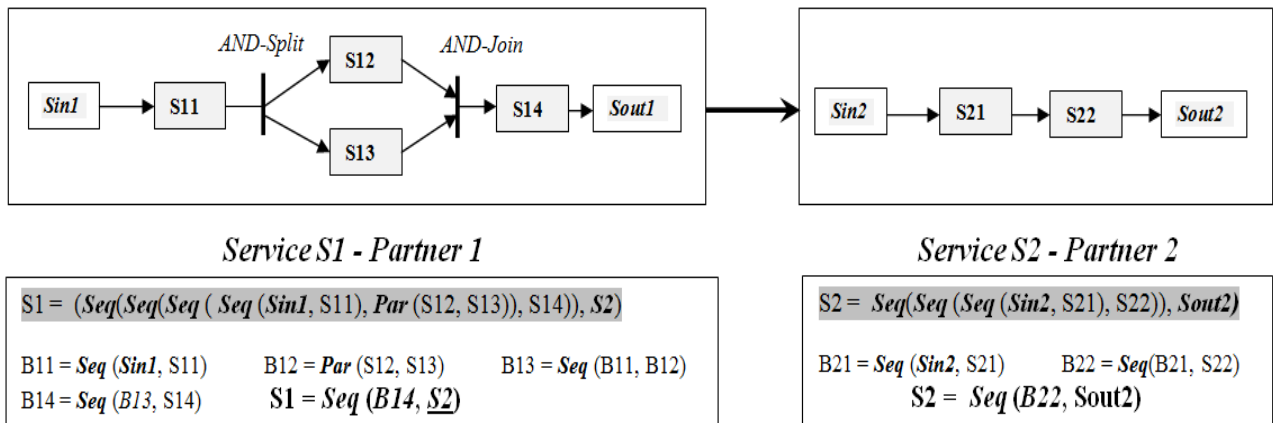 AND-Split
AND-Join
S12
Sin1
S11
S14
Sout1
S13
Sin2
S21
S22
Sout2
Service S1 - Partner 1
Service S2 - Partner 2
S1 = (Seq(Seq(Seq ( Seq (Sin1, S11), Par (S12, S13)), S14)), S2)
B11 = Seq (Sin1, S11) B12 = Par (S12, S13) B13 = Seq (B11, B12)
B14 = Seq (B13, S14) S1 = Seq (B14, S2)
S2 = Seq(Seq (Seq (Sin2, S21), S22)), Sout2)
B21 = Seq (Sin2, S21) B22 = Seq(B21, S22)
S2 = Seq (B22, Sout2)